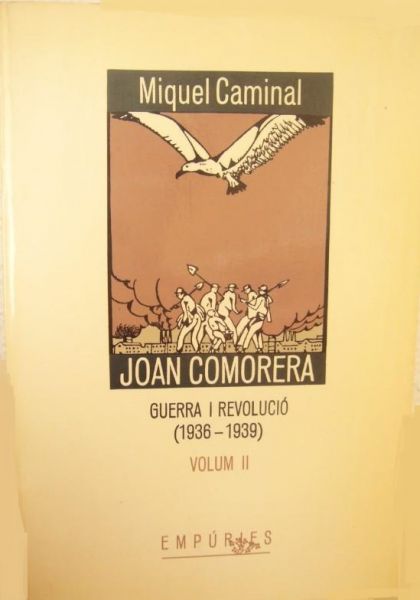 Miquel Caminal
JOAN COMORERA
GUERRA I REVOLUCIÓ
(1936-1939)
VOLUM II
EMPÚRIES